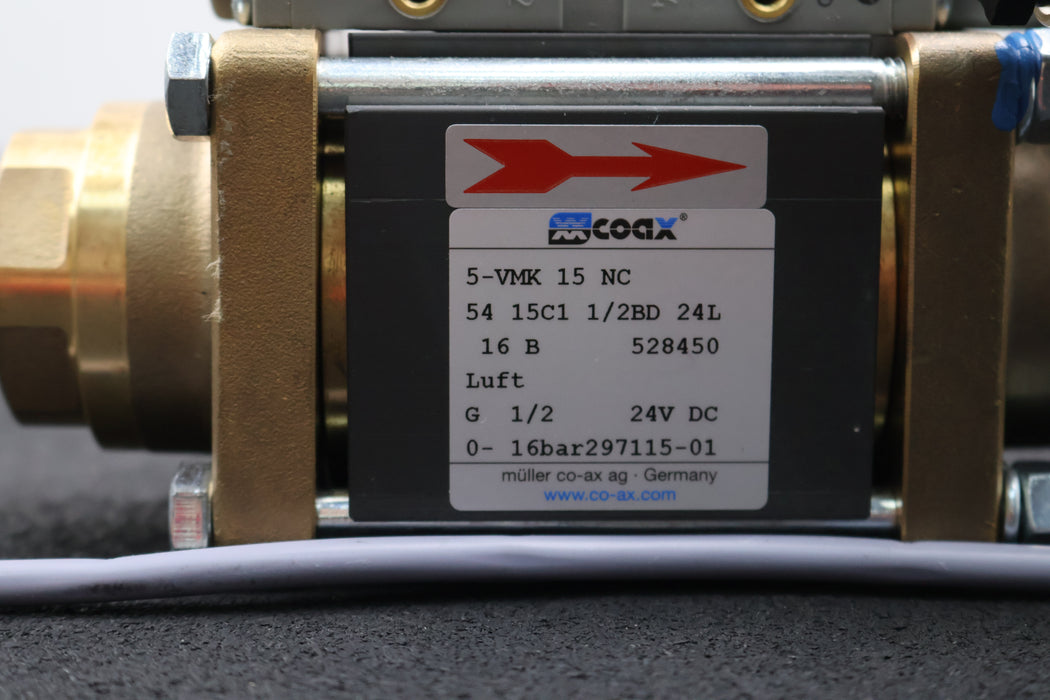 coax®
5-VMK 15 NC
54 15C1 1/2BD 24L
16 B 528450
Luft
G 1/2 24V DC
0- 16bar297115-01
müller co-ax ag · Germany
www.co-ax.com